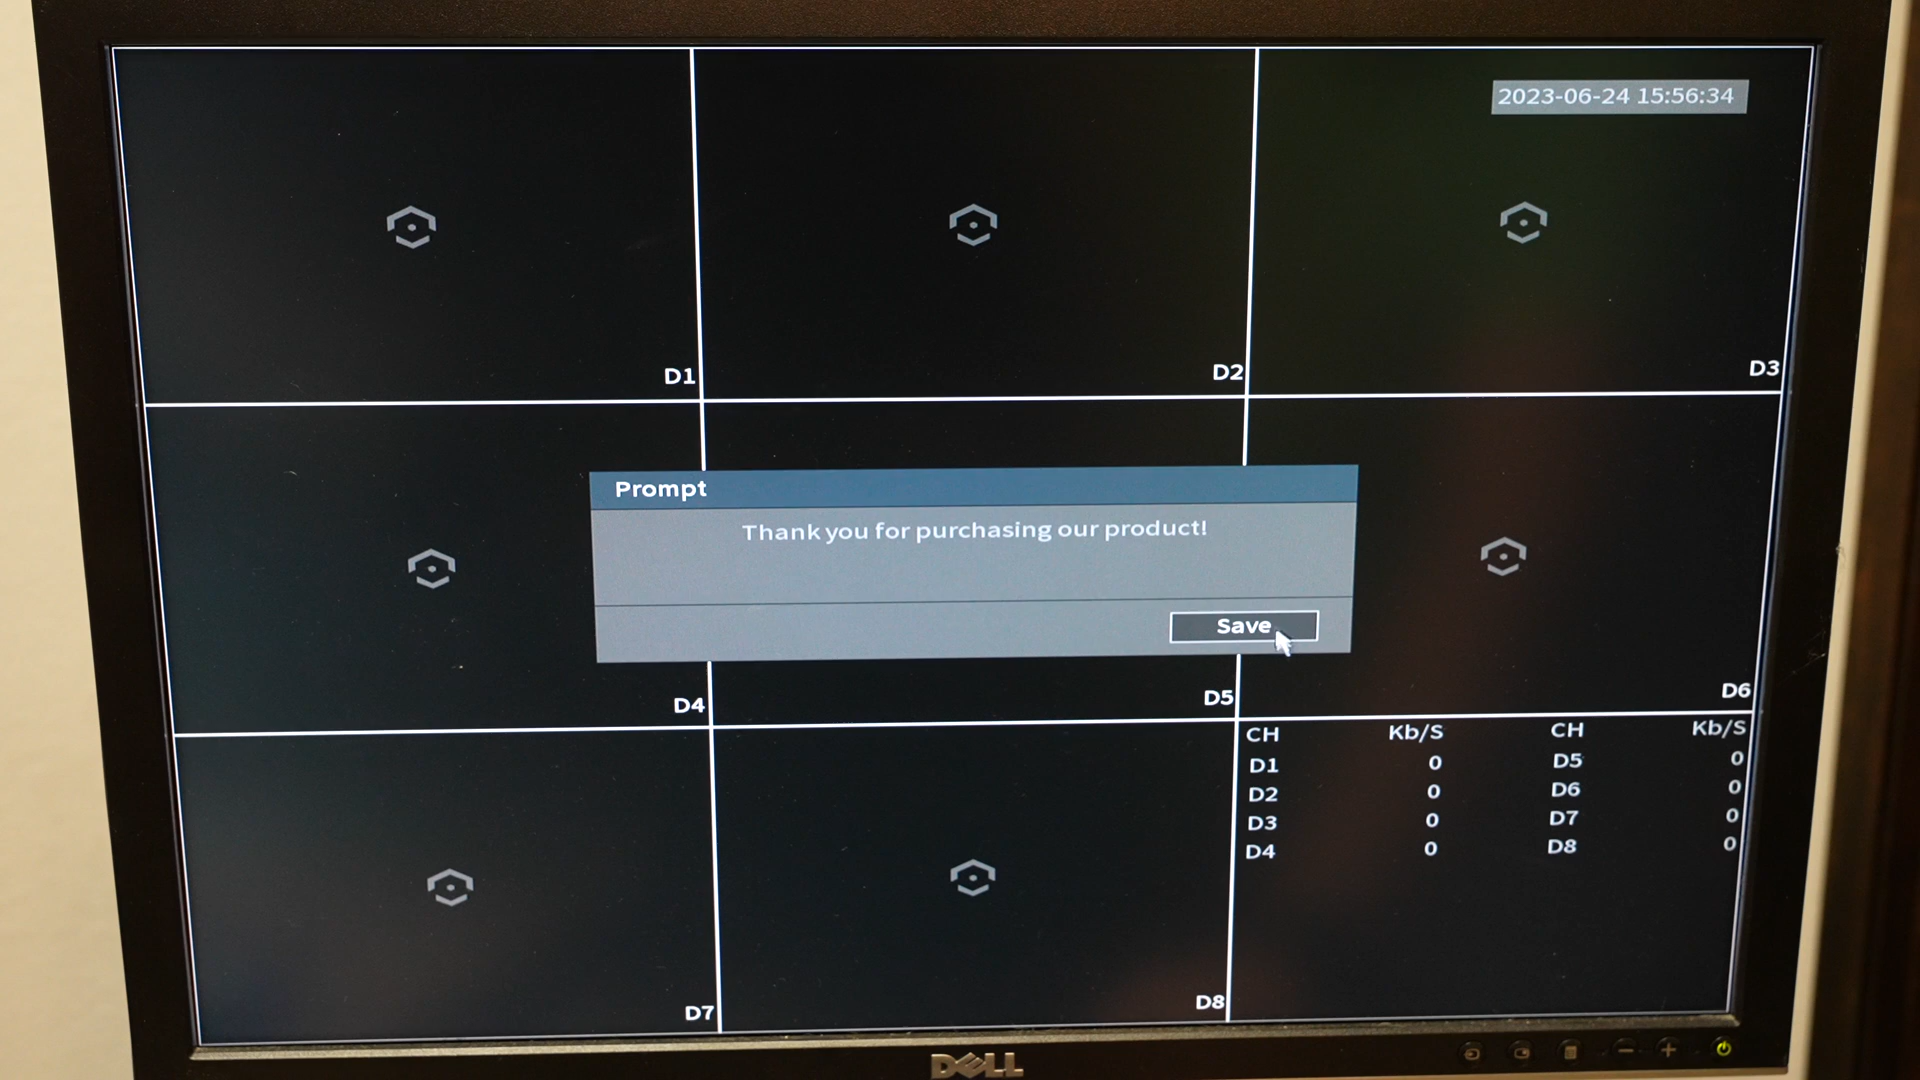 2023-06-24 15:56:34
D1
D2
D3
Prompt
Thank you for purchasing our product!
Save
D4
D5
D6
CH Kb/S CH Kb/S
D1 0 D5 0
D2 0 D6 0
D3 0 D7 0
D4 0 D8 0
D7
D8
DELL